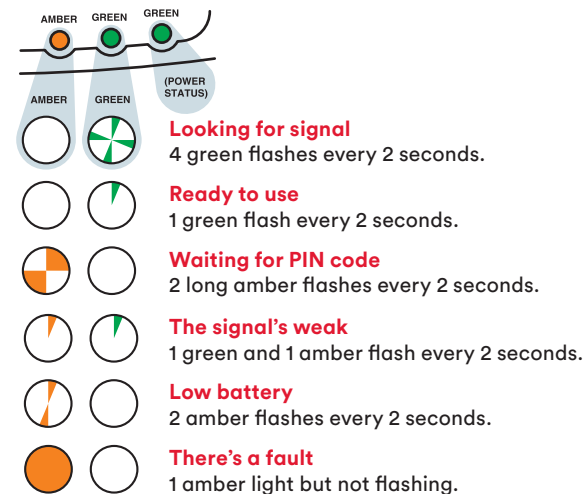 AMBER GREEN GREEN
(POWER
STATUS)
AMBER GREEN
Looking for signal
4 green flashes every 2 seconds.
Ready to use
1 green flash every 2 seconds.
Waiting for PIN code
2 long amber flashes every 2 seconds.
The signal's weak
1 green and 1 amber flash every 2 seconds.
Low battery
2 amber flashes every 2 seconds.
There's a fault
1 amber light but not flashing.